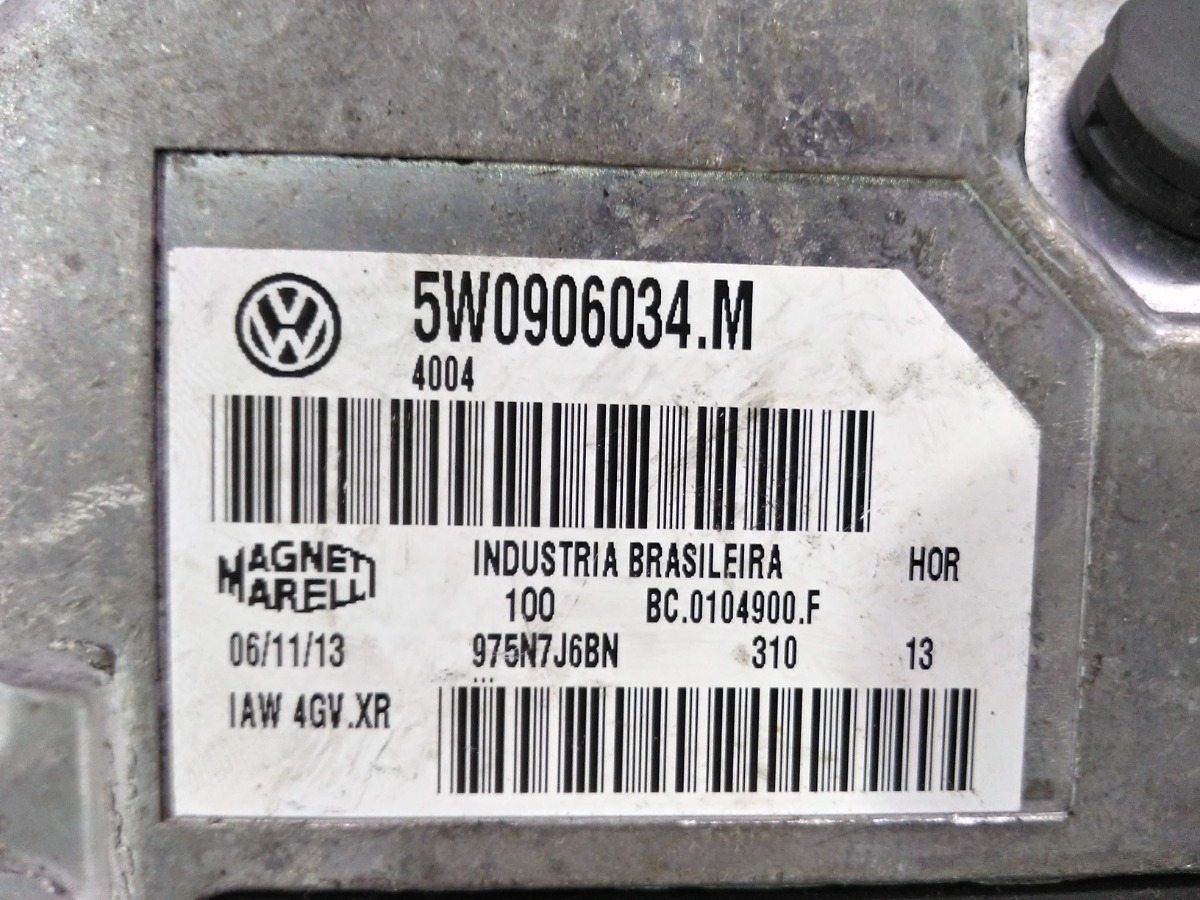 5W0906034.M
4004
MAGNETI MARELLI
INDUSTRIA BRASILEIRA HOR
100 BC.0104900.F
06/11/13 975N7J6BN 310 13
IAW 4GV.XR